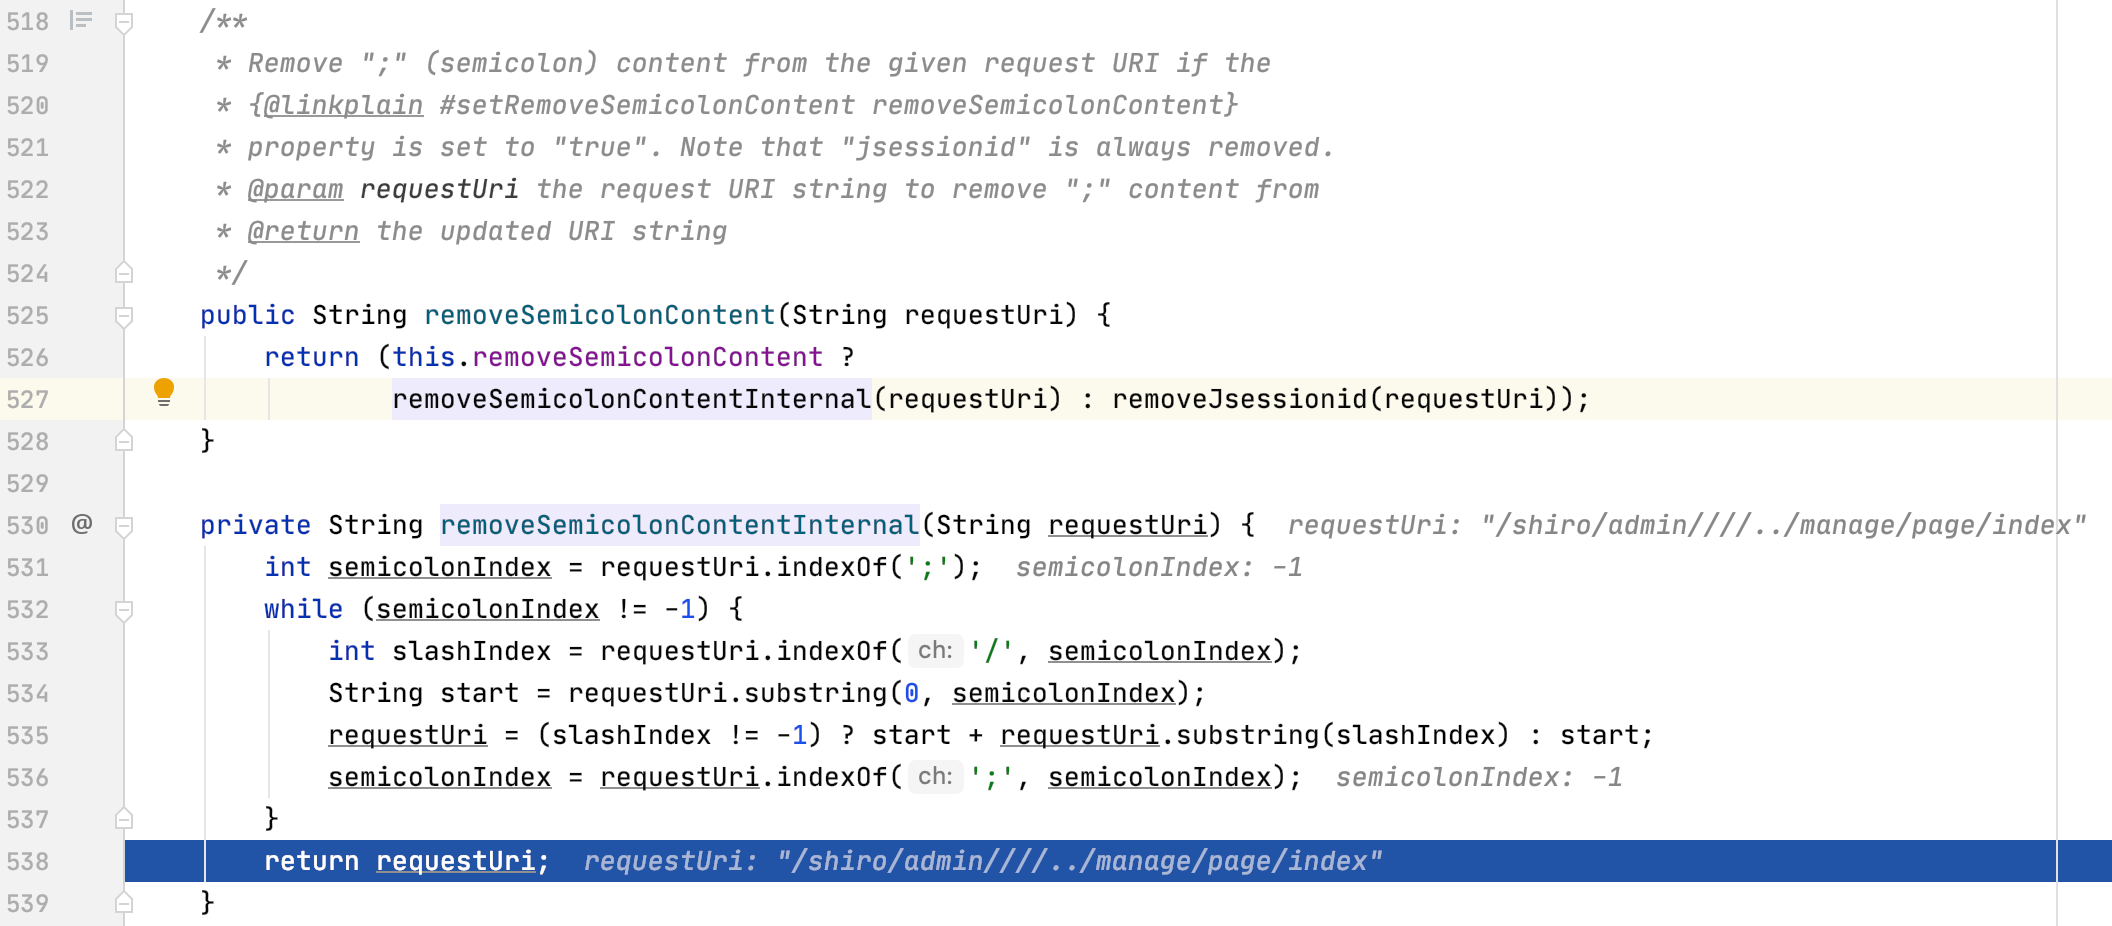 518 /**
519 * Remove ";" (semicolon) content from the given request URI if the
520 * {@linkplain #setRemoveSemicolonContent removeSemicolonContent}
521 * property is set to "true". Note that "jsessionid" is always removed.
522 * @param requestUri the request URI string to remove ";" content from
523 * @return the updated URI string
524 */
525 public String removeSemicolonContent(String requestUri) {
526 return (this.removeSemicolonContent ?
527 removeSemicolonContentInternal(requestUri) : removeJsessionid(requestUri));
528 }
529
530 @ private String removeSemicolonContentInternal(String requestUri) { requestUri: "/shiro/admin////../manage/page/index"
531 int semicolonIndex = requestUri.indexOf(';'); semicolonIndex: -1
532 while (semicolonIndex != -1) {
533 int slashIndex = requestUri.indexOf( ch: '/', semicolonIndex);
534 String start = requestUri.substring(0, semicolonIndex);
535 requestUri = (slashIndex != -1) ? start + requestUri.substring(slashIndex) : start;
536 semicolonIndex = requestUri.indexOf( ch: ';', semicolonIndex); semicolonIndex: -1
537 }
538 return requestUri; requestUri: "/shiro/admin////../manage/page/index"
539 }